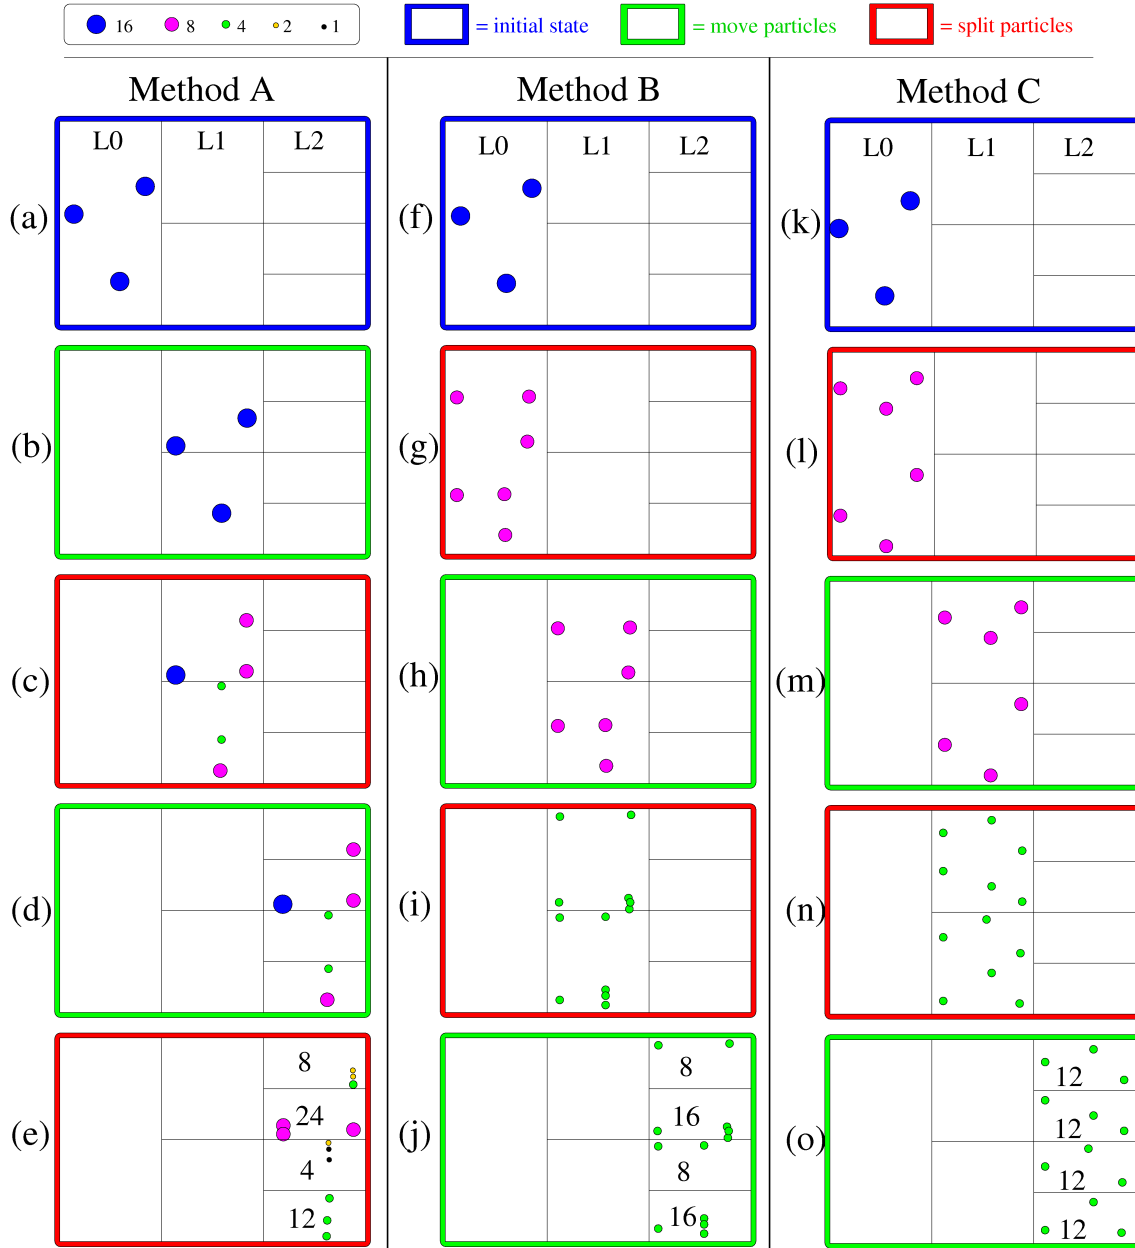 16 8 4 2 1 = initial state = move particles = split particles
Method A Method B Method C
L0 L1 L2 L0 L1 L2 L0 L1 L2
(a) (f) (k)
(b) (g) (l)
(c) (h) (m)
(d) (i) (n)
8 8 12
24 16 12
(e) (j) (o)
4 8 12
12 16 12